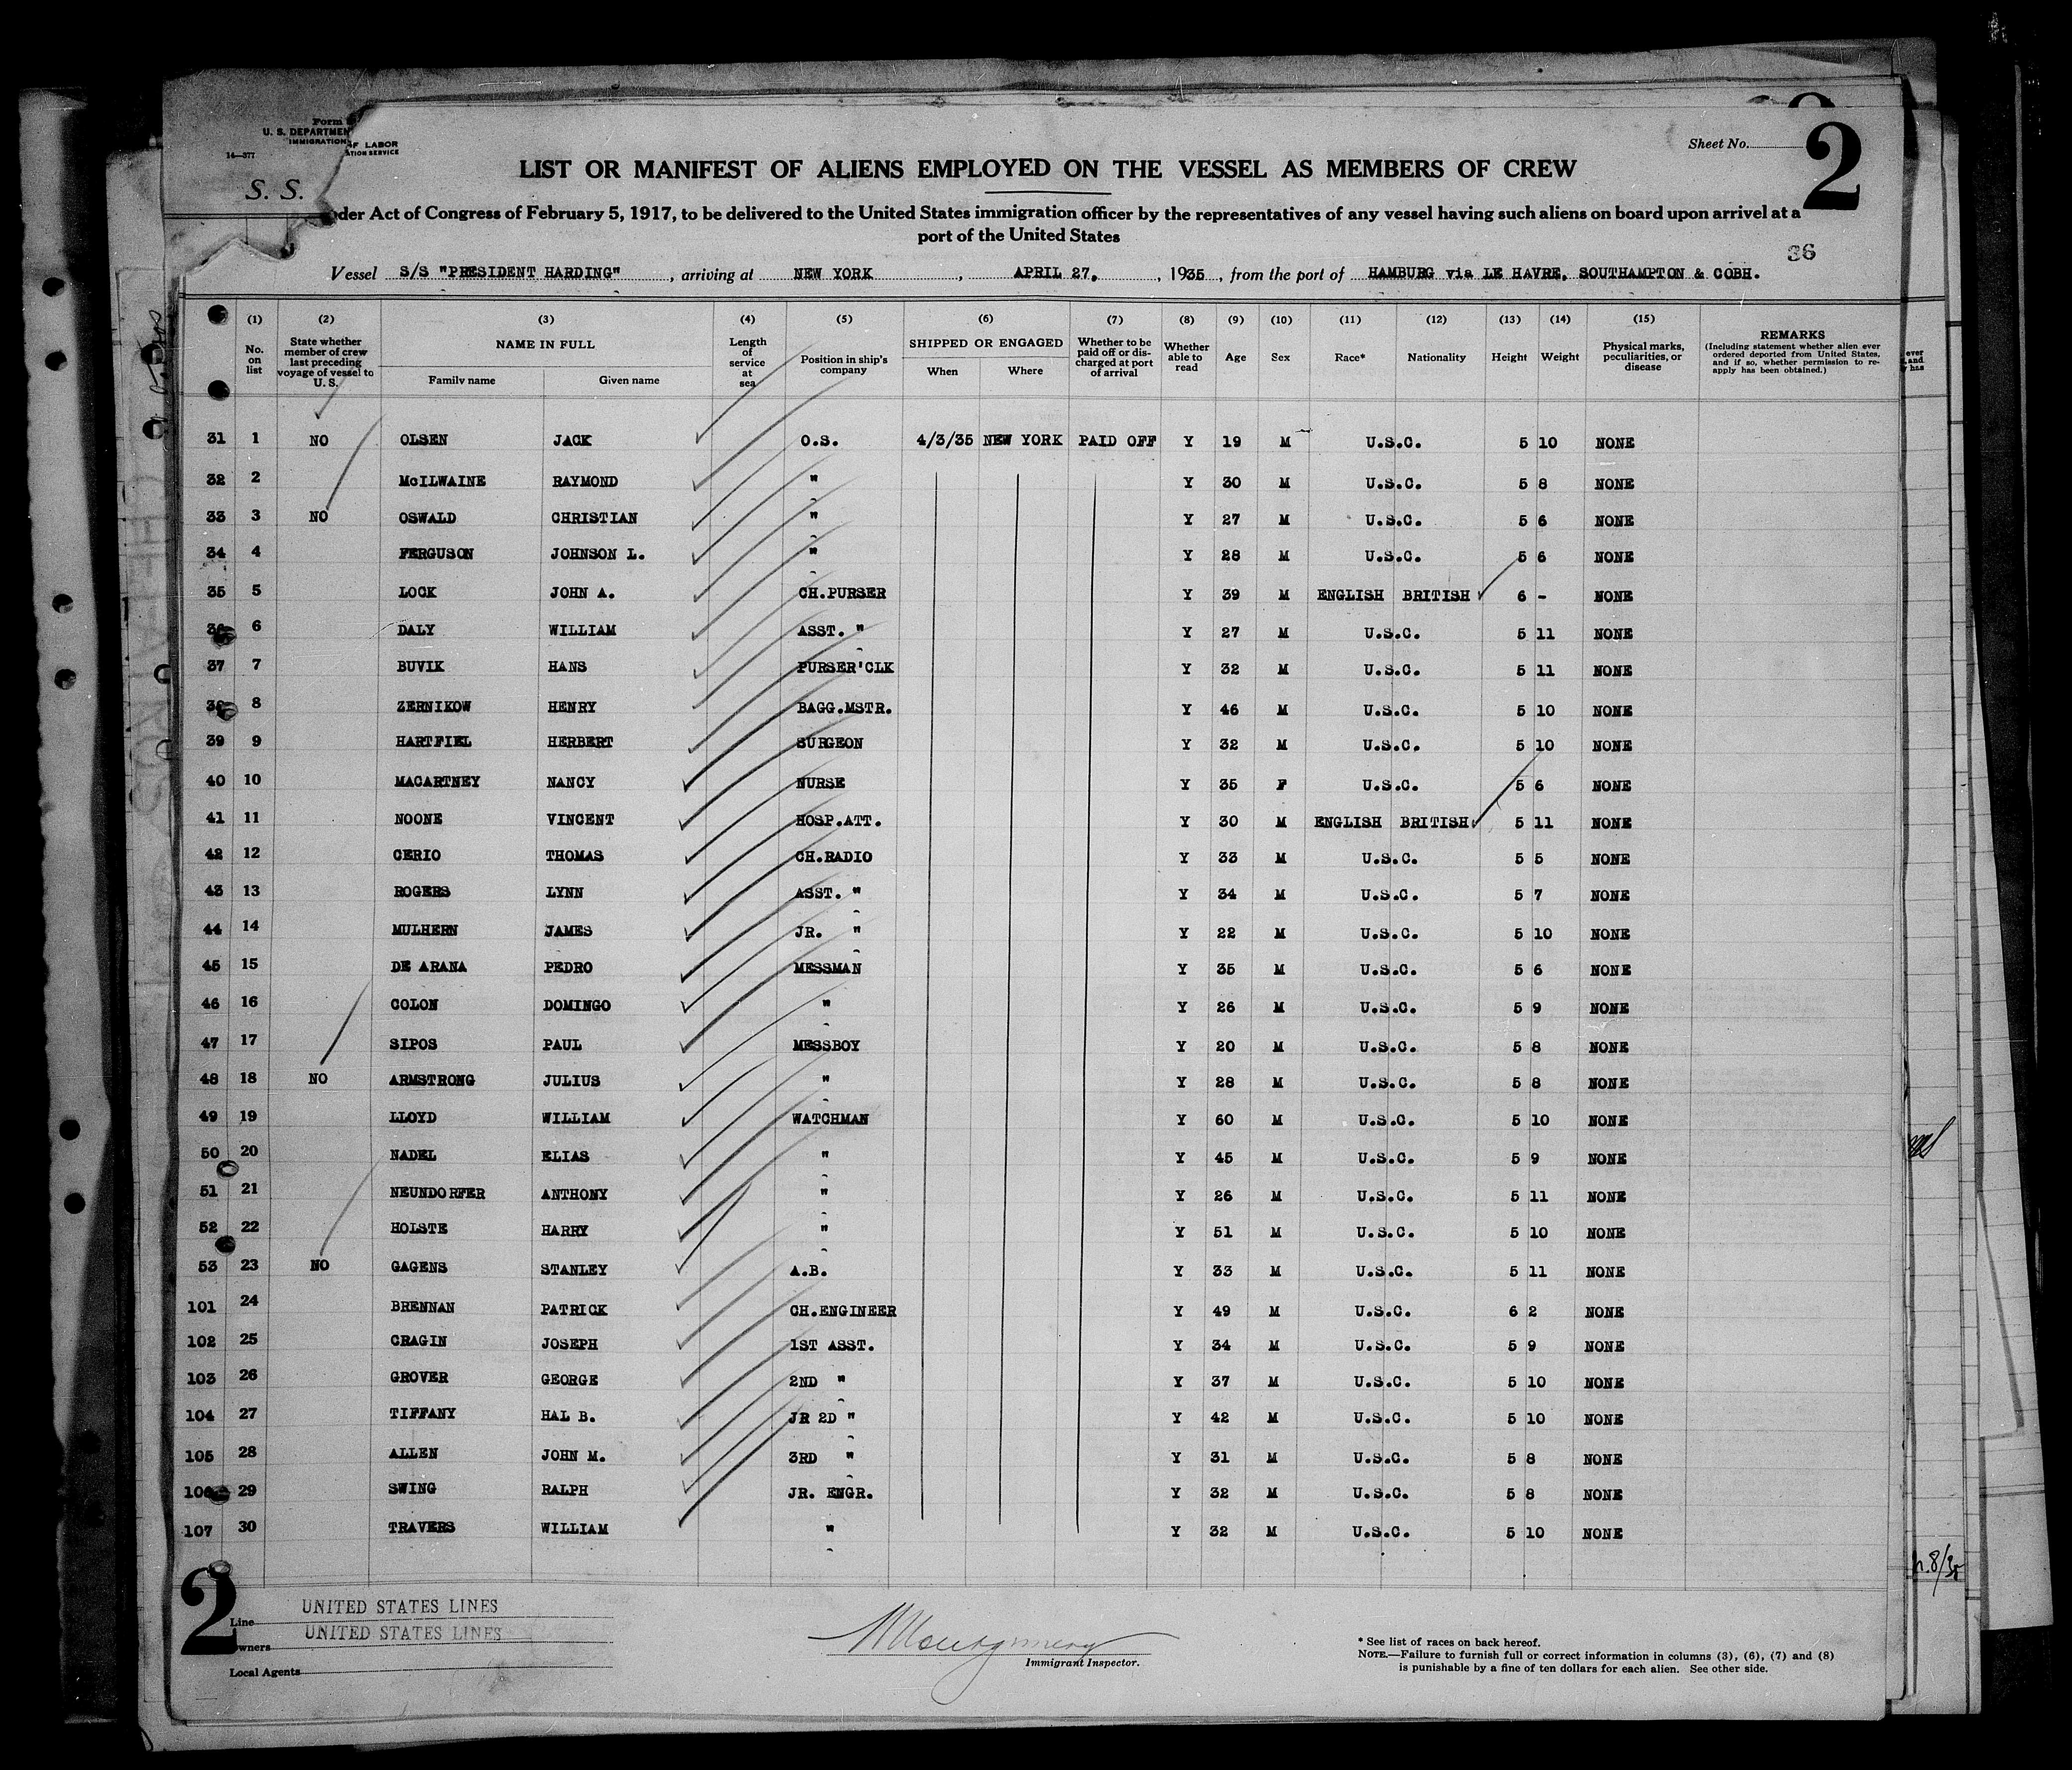 Form
U. S. DEPARTMEN OF LABOR
IMMIGRATION ATION SERVICE
14—377
S. S.
Sheet No.
2
LIST OR MANIFEST OF ALIENS EMPLOYED ON THE VESSEL AS MEMBERS OF CREW
der Act of Congress of February 5, 1917, to be delivered to the United States immigration officer by the representatives of any vessel having such aliens on board upon arrival at a
port of the United States
36
Vessel S/S "PRESIDENT HARDING", arriving at NEW YORK, APRIL 27., 1935, from the port of HAMBURG via LE HAVRE, SOUTHAMPTON & COBH.
(1) (2) (3) (4) (5) (6) (7) (8) (9) (10) (11) (12) (13) (14) (15)
No. on list State whether member of crew last preceding voyage of vessel to U. S. NAME IN FULL Family name Given name Length of service at sea Position in ship's company SHIPPED OR ENGAGED When Where Whether to be paid off or discharged at port of arrival Whether able to read Age Sex Race* Nationality Height Weight Physical marks, peculiarities, or disease REMARKS (Including statement whether alien ever ordered deported from United States, and if so, whether permission to reapply has been obtained.)
31 1 NO OLSEN JACK O.S. 4/3/35 NEW YORK PAID OFF Y 19 M U.S.C. 5 10 NONE
32 2 McILWAINE RAYMOND " Y 30 M U.S.C. 5 8 NONE
33 3 NO OSWALD CHRISTIAN " Y 27 M U.S.C. 5 6 NONE
34 4 FERGUSON JOHNSON L. " Y 28 M U.S.C. 5 6 NONE
35 5 LOCK JOHN A. CH.PURSER Y 39 M ENGLISH BRITISH 6 - NONE
36 6 DALY WILLIAM ASST. " Y 27 M U.S.C. 5 11 NONE
37 7 BUVIK HANS PURSER'CLK Y 32 M U.S.C. 5 11 NONE
38 8 ZERNIKOW HENRY BAGG.MSTR. Y 46 M U.S.C. 5 10 NONE
39 9 HARTFIEL HERBERT SURGEON Y 32 M U.S.C. 5 10 NONE
40 10 MACARTNEY NANCY NURSE Y 35 F U.S.C. 5 6 NONE
41 11 NOONE VINCENT HOSP.ATT. Y 30 M ENGLISH BRITISH 5 11 NONE
42 12 CERIO THOMAS CH.RADIO Y 33 M U.S.C. 5 5 NONE
43 13 ROGERS LYNN ASST. " Y 34 M U.S.C. 5 7 NONE
44 14 MULHERN JAMES JR. " Y 22 M U.S.C. 5 10 NONE
45 15 DE ARANA PEDRO MESSMAN Y 35 M U.S.C. 5 6 NONE
46 16 COLON DOMINGO " Y 26 M U.S.C. 5 9 NONE
47 17 SIPOS PAUL MESSBOY Y 20 M U.S.C. 5 8 NONE
48 18 NO ARMSTRONG JULIUS " Y 28 M U.S.C. 5 8 NONE
49 19 LLOYD WILLIAM WATCHMAN Y 60 M U.S.C. 5 10 NONE
50 20 NADEL ELIAS " Y 45 M U.S.C. 5 9 NONE
51 21 NEUNDORFER ANTHONY " Y 26 M U.S.C. 5 11 NONE
52 22 HOLSTE HARRY " Y 51 M U.S.C. 5 10 NONE
53 23 NO GAGENS STANLEY A.B. Y 33 M U.S.C. 5 11 NONE
101 24 BRENNAN PATRICK CH.ENGINEER Y 49 M U.S.C. 6 2 NONE
102 25 CRAGIN JOSEPH 1ST ASST. Y 34 M U.S.C. 5 9 NONE
103 26 GROVER GEORGE 2ND " Y 37 M U.S.C. 5 10 NONE
104 27 TIFFANY HAL B. JR 2D " Y 42 M U.S.C. 5 10 NONE
105 28 ALLEN JOHN M. 3RD " Y 31 M U.S.C. 5 8 NONE
106 29 SWING RALPH JR. ENGR. Y 32 M U.S.C. 5 8 NONE
107 30 TRAVERS WILLIAM " Y 32 M U.S.C. 5 10 NONE
2
Line UNITED STATES LINES
wners UNITED STATES LINES
Local Agents
Montgomery
Immigrant Inspector.
* See list of races on back hereof.
NOTE.—Failure to furnish full or correct information in columns (3), (6), (7) and (8)
is punishable by a fine of ten dollars for each alien. See other side.